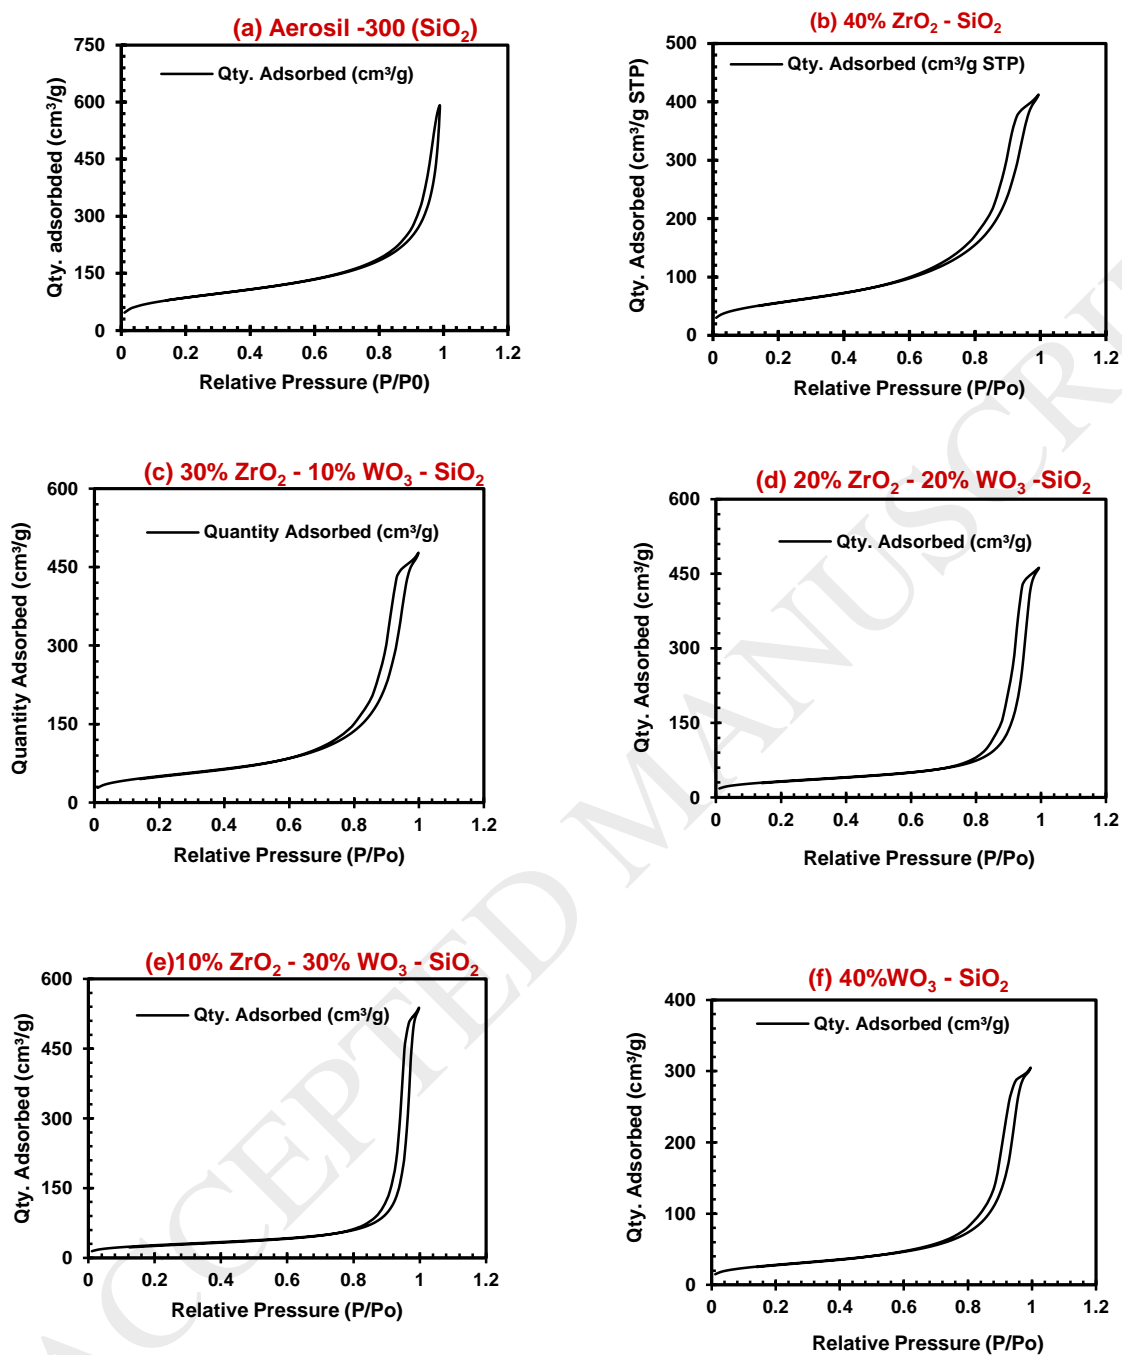 (a) Aerosil -300 (SiO₂)
750
600
450
300
150
0
Qty. adsorbded (cm³/g)
Qty. Adsorbed (cm³/g)
0 0.2 0.4 0.6 0.8 1 1.2
Relative Pressure (P/P0)
(b) 40% ZrO₂ - SiO₂
500
400
300
200
100
0
Qty. Adsorbed (cm³/g STP)
Qty. Adsorbed (cm³/g STP)
0 0.2 0.4 0.6 0.8 1 1.2
Relative Pressure (P/Po)
(c) 30% ZrO₂ - 10% WO₃ - SiO₂
600
450
300
150
0
Quantity Adsorbed (cm³/g)
Quantity Adsorbed (cm³/g)
0 0.2 0.4 0.6 0.8 1 1.2
Relative Pressure (P/Po)
(d) 20% ZrO₂ - 20% WO₃ -SiO₂
600
450
300
150
0
Qty. Adsorbed (cm³/g)
Qty. Adsorbed (cm³/g)
0 0.2 0.4 0.6 0.8 1 1.2
Relative Pressure (P/Po)
(e)10% ZrO₂ - 30% WO₃ - SiO₂
600
450
300
150
0
Qty. Adsorbed (cm³/g)
Qty. Adsorbed (cm³/g)
0 0.2 0.4 0.6 0.8 1 1.2
Relative Pressure (P/Po)
(f) 40%WO₃ - SiO₂
400
300
200
100
0
Qty. Adsorbed (cm³/g)
Qty. Adsorbed (cm³/g)
0 0.2 0.4 0.6 0.8 1 1.2
Relative Pressure (P/Po)
ACCEPTED MANUSCRI